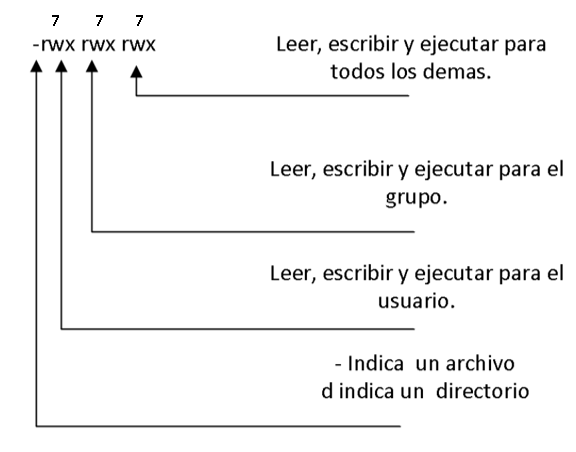 7 7 7
-rwx rwx rwx
Leer, escribir y ejecutar para
todos los demas.
Leer, escribir y ejecutar para el
grupo.
Leer, escribir y ejecutar para el
usuario.
- Indica un archivo
d indica un directorio